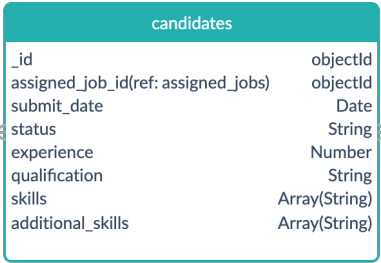 candidates
_id objectId
assigned_job_id(ref: assigned_jobs) objectId
submit_date Date
status String
experience Number
qualification String
skills Array(String)
additional_skills Array(String)